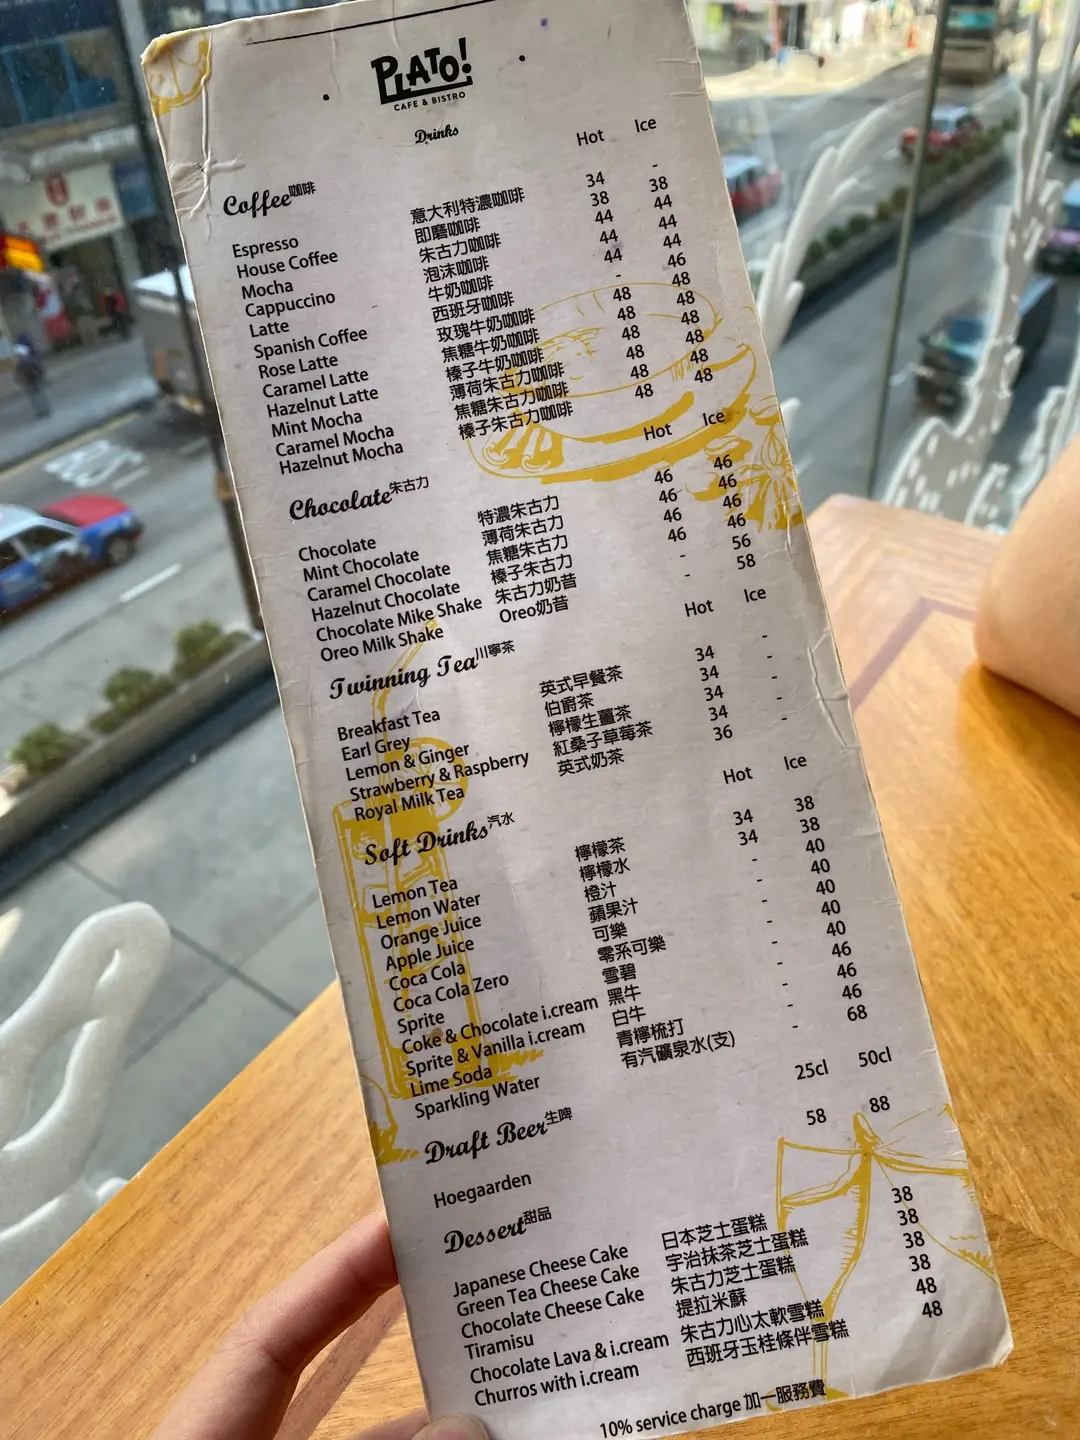 PLATO!
CAFE & BISTRO
Drinks
Coffee咖啡 Hot Ice
Espresso 意大利特濃咖啡 34 -
House Coffee 即磨咖啡 38 38
Mocha 朱古力咖啡 44 44
Cappuccino 泡沫咖啡 44 44
Latte 牛奶咖啡 44 44
Spanish Coffee 西班牙咖啡 - 46
Rose Latte 玫瑰牛奶咖啡 48 48
Caramel Latte 焦糖牛奶咖啡 48 48
Hazelnut Latte 榛子牛奶咖啡 48 48
Mint Mocha 薄荷朱古力咖啡 48 48
Caramel Mocha 焦糖朱古力咖啡 48 48
Hazelnut Mocha 榛子朱古力咖啡 48 48
Chocolate朱古力 Hot Ice
Chocolate 特濃朱古力 46 46
Mint Chocolate 薄荷朱古力 46 46
Caramel Chocolate 焦糖朱古力 46 46
Hazelnut Chocolate 榛子朱古力 46 46
Chocolate Mike Shake 朱古力奶昔 - 56
Oreo Milk Shake Oreo奶昔 - 58
Twinning Tea川寧茶 Hot Ice
Breakfast Tea 英式早餐茶 34 -
Earl Grey 伯爵茶 34 -
Lemon & Ginger 檸檬生薑茶 34 -
Strawberry & Raspberry 紅桑子草莓茶 34 -
Royal Milk Tea 英式奶茶 36 -
Soft Drinks汽水 Hot Ice
Lemon Tea 檸檬茶 34 38
Lemon Water 檸檬水 34 38
Orange Juice 橙汁 - 40
Apple Juice 蘋果汁 - 40
Coca Cola 可樂 - 40
Coca Cola Zero 零系可樂 - 40
Sprite 雪碧 - 40
Coke & Chocolate i.cream 黑牛 - 46
Sprite & Vanilla i.cream 白牛 - 46
Lime Soda 青檸梳打 - 46
Sparkling Water 有汽礦泉水(支) - 68
Draft Beer生啤 25cl 50cl
Hoegaarden 58 88
Dessert甜品
Japanese Cheese Cake 日本芝士蛋糕 38
Green Tea Cheese Cake 宇治抹茶芝士蛋糕 38
Chocolate Cheese Cake 朱古力芝士蛋糕 38
Tiramisu 提拉米蘇 38
Chocolate Lava & i.cream 朱古力心太軟雪糕 48
Churros with i.cream 西班牙玉桂條伴雪糕 48
10% service charge 加一服務費